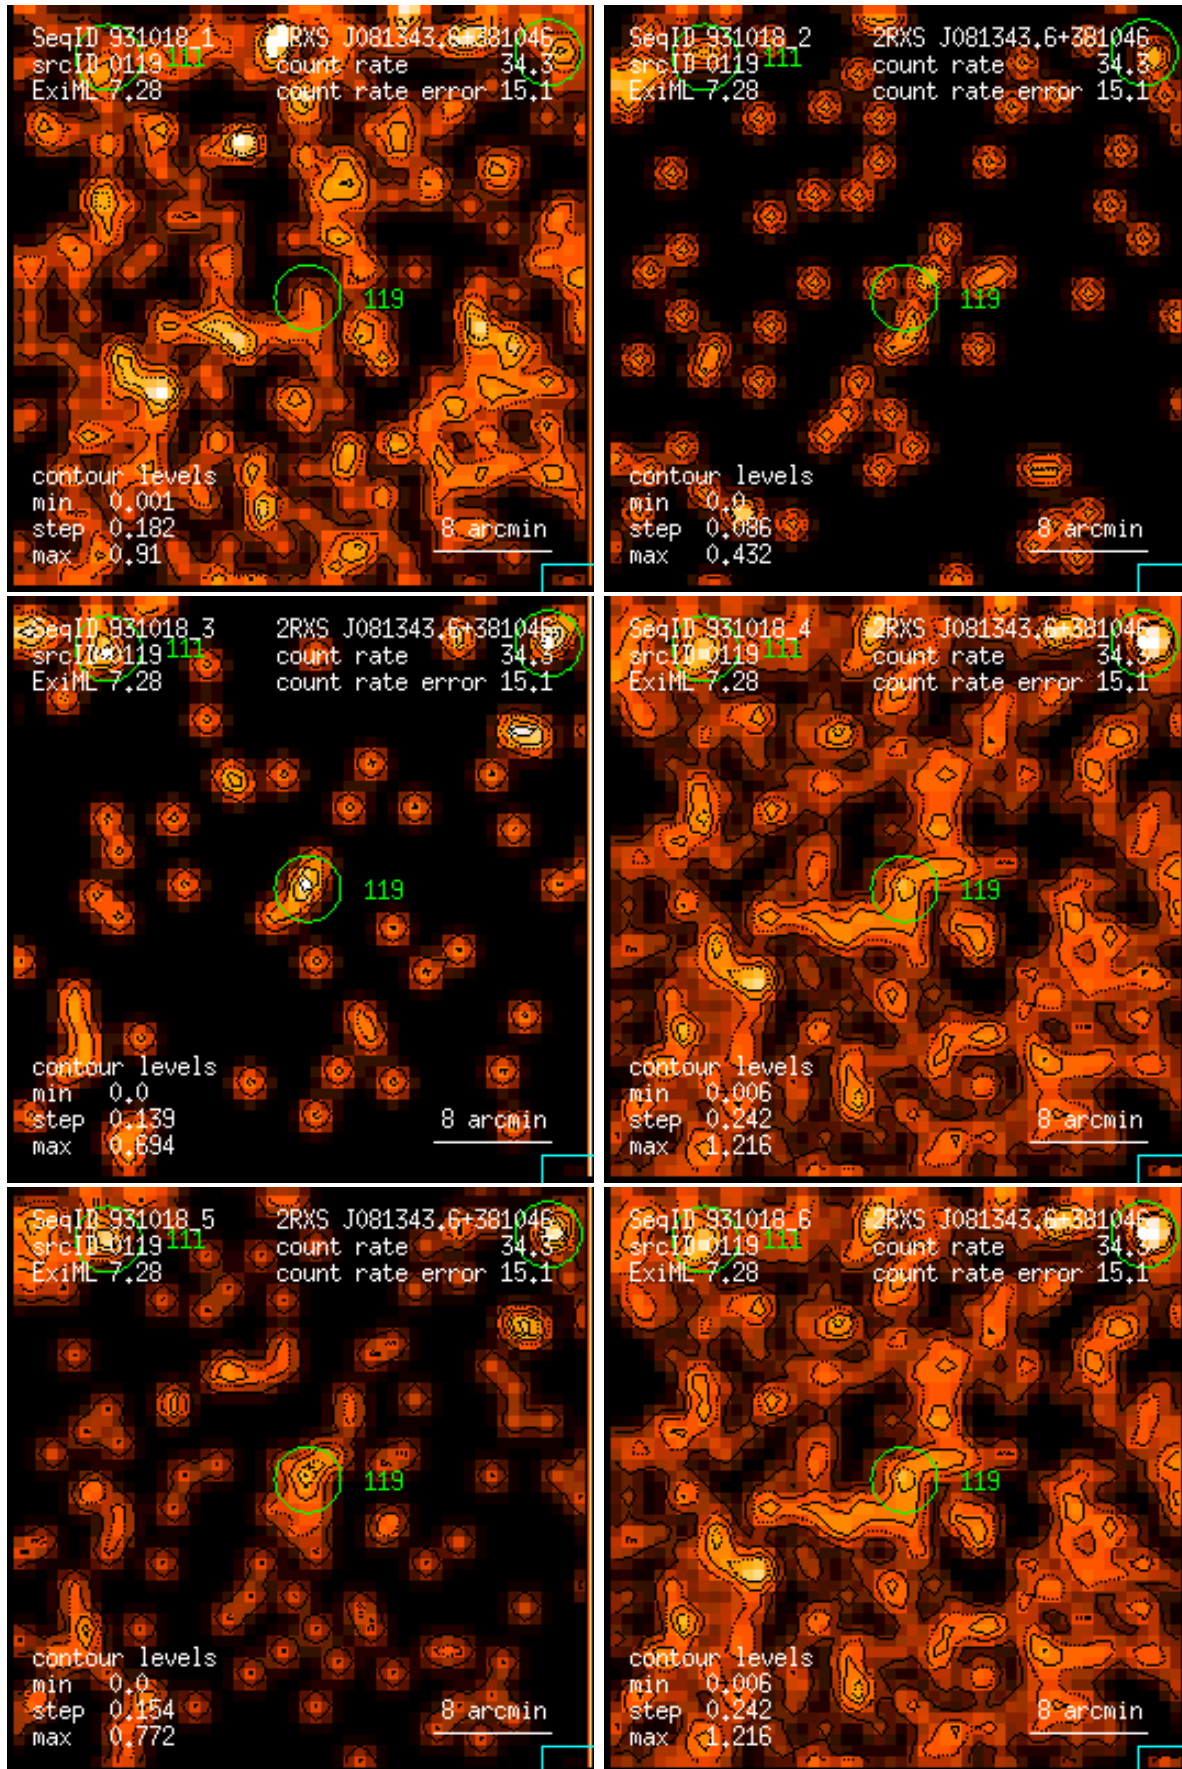 SeqID 931018_1 2RXS J081343.6+381046
srcID 0119 111 count rate 34.3
ExiML 7.28 count rate error 15.1
119
contour levels
min 0.001
step 0.182 8 arcmin
max 0.91
SeqID 931018_2 2RXS J081343.6+381046
srcID 0119 111 count rate 34.3
ExiML 7.28 count rate error 15.1
119
contour levels
min 0.0
step 0.086 8 arcmin
max 0.432
SeqID 931018_3 2RXS J081343.6+381046
srcID 0119 111 count rate 34.3
ExiML 7.28 count rate error 15.1
119
contour levels
min 0.0
step 0.139 8 arcmin
max 0.694
SeqID 931018_4 2RXS J081343.6+381046
srcID 0119 111 count rate 34.3
ExiML 7.28 count rate error 15.1
119
contour levels
min 0.006
step 0.242 8 arcmin
max 1.216
SeqID 931018_5 2RXS J081343.6+381046
srcID 0119 111 count rate 34.3
ExiML 7.28 count rate error 15.1
119
contour levels
min 0.0
step 0.154 8 arcmin
max 0.772
SeqID 931018_6 2RXS J081343.6+381046
srcID 0119 111 count rate 34.3
ExiML 7.28 count rate error 15.1
119
contour levels
min 0.006
step 0.242 8 arcmin
max 1.216